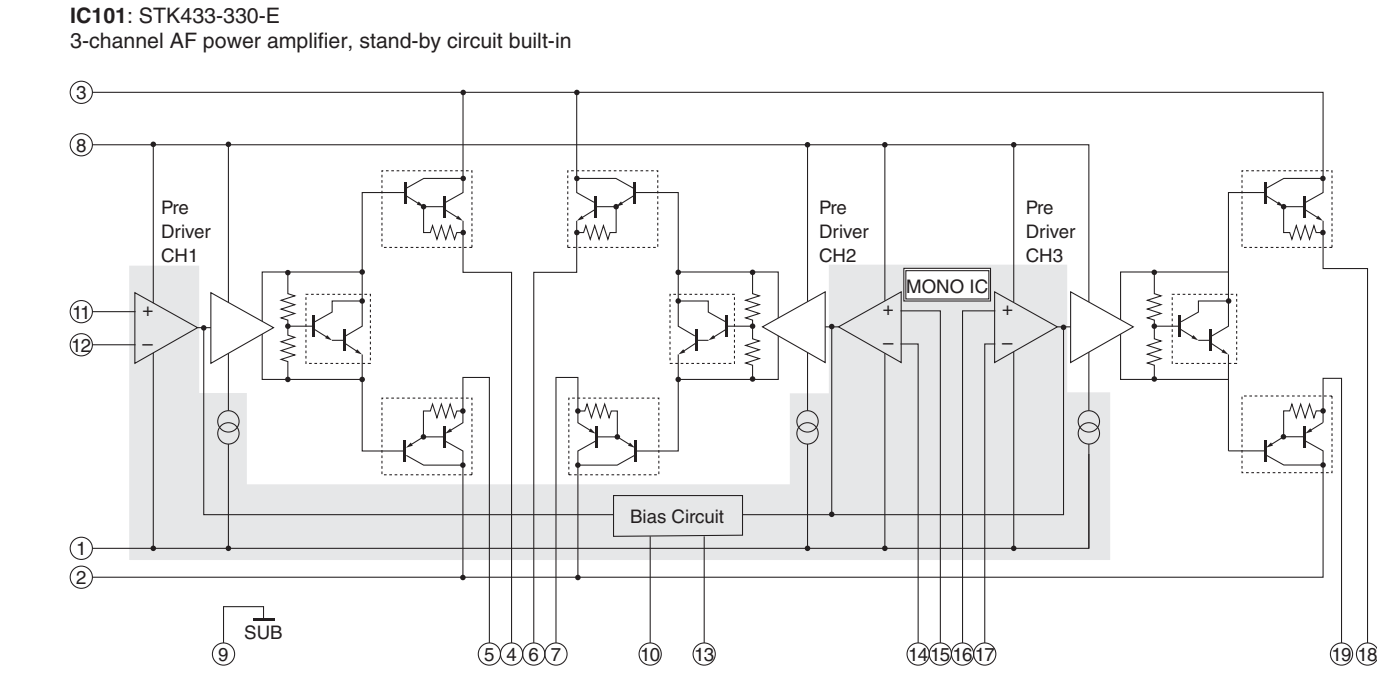 IC101: STK433-330-E
3-channel AF power amplifier, stand-by circuit built-in
3
8
Pre
Driver
CH1
Pre
Driver
CH2
Pre
Driver
CH3
MONO IC
11
+
12
−
+
−
+
−
Bias Circuit
1
2
SUB
9
5
4
6
7
10
13
14
15
16
17
19
18